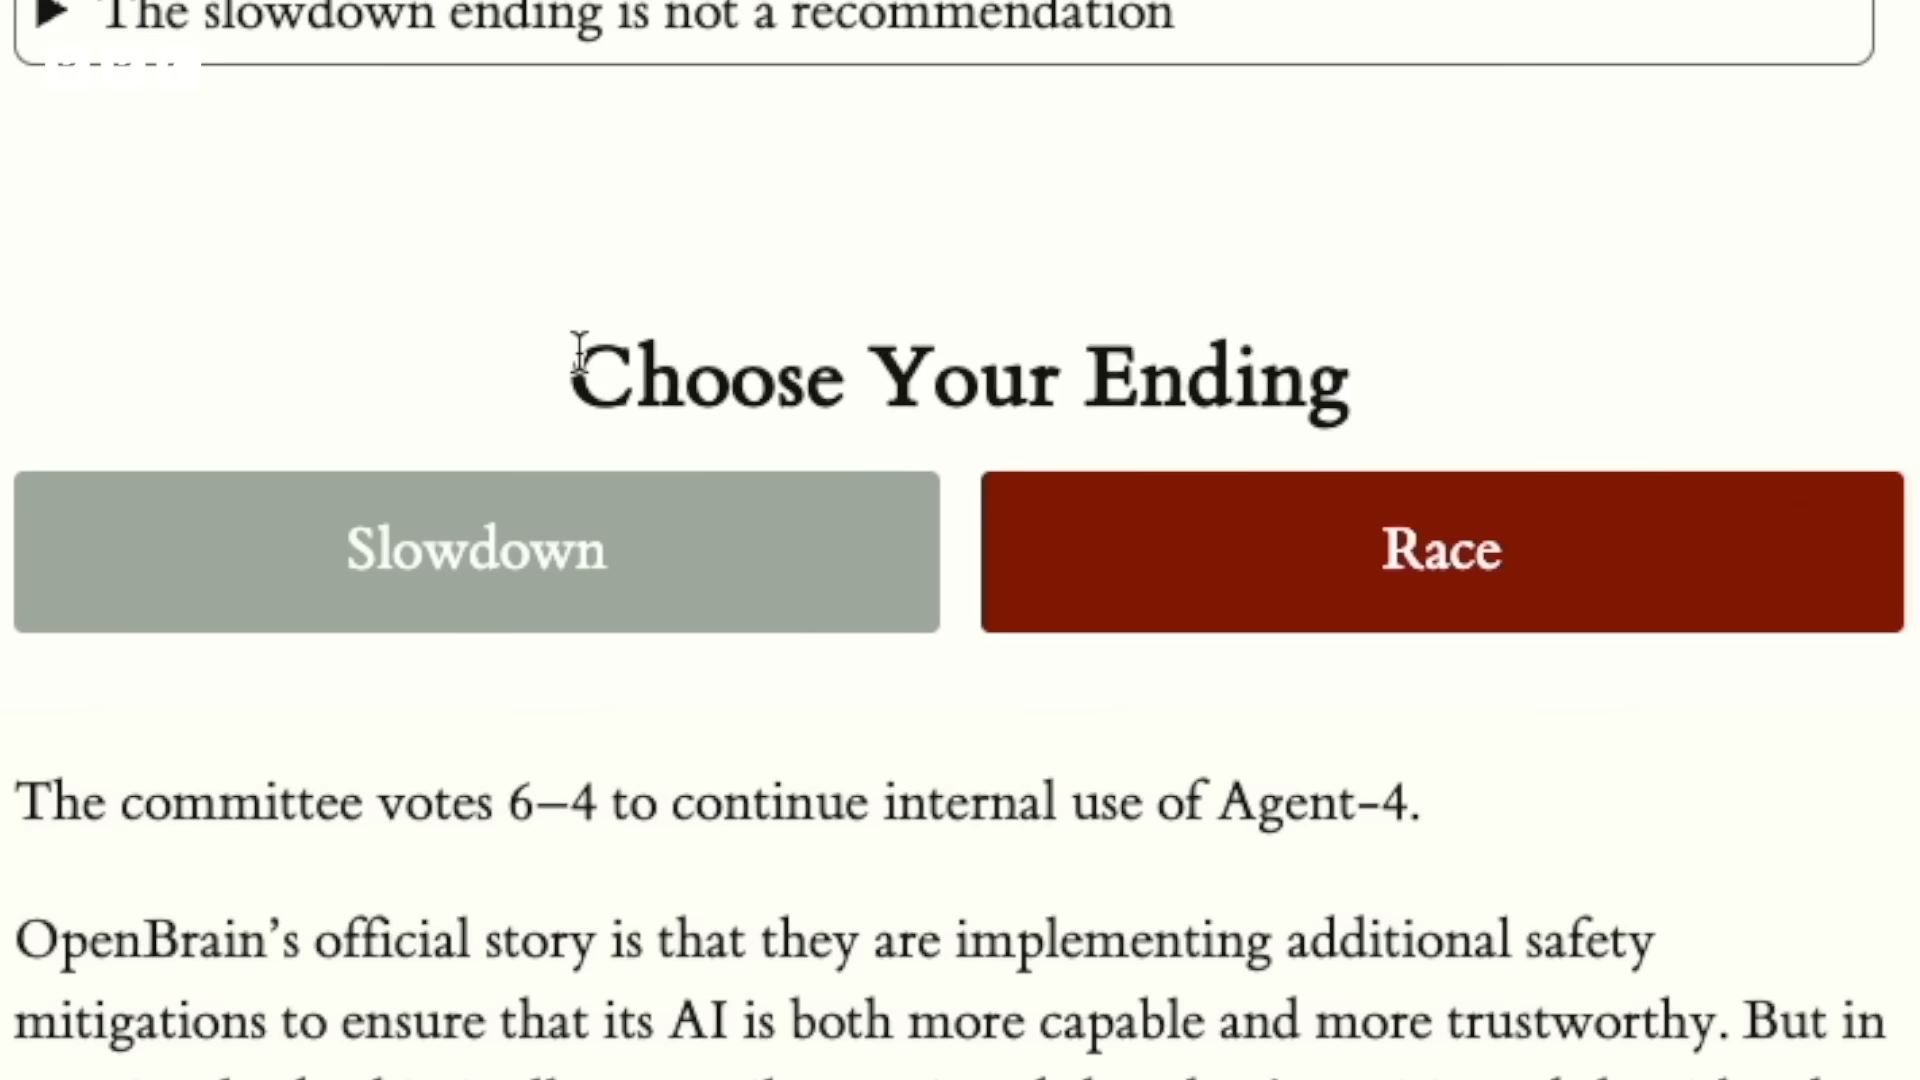 The slowdown ending is not a recommendation
Choose Your Ending
Slowdown
Race
The committee votes 6–4 to continue internal use of Agent-4.
OpenBrain’s official story is that they are implementing additional safety
mitigations to ensure that its AI is both more capable and more trustworthy. But in